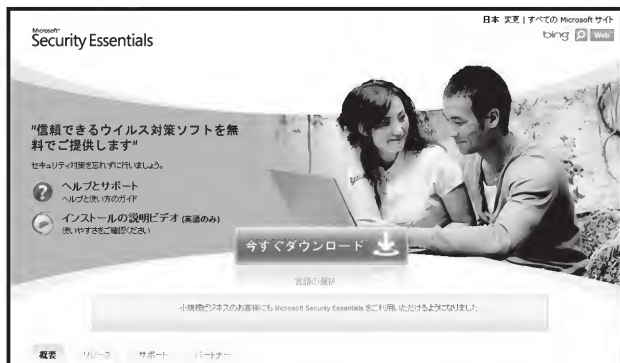 日本 変更 | すべての Microsoft サイト
Microsoft
Security Essentials
bing Web
"信頼できるウイルス対策ソフトを無
料でご提供します"
セキュリティ対策を忘れずに行いましょう。
ヘルプとサポート
ヘルプと使い方のガイド
インストールの説明ビデオ (英語のみ)
使いやすさをご確認ください
今すぐダウンロード
言語の選択
小規模ビジネスのお客様にも Microsoft Security Essentials をご利用いただけるようになりました
概要 リソース サポート パートナー